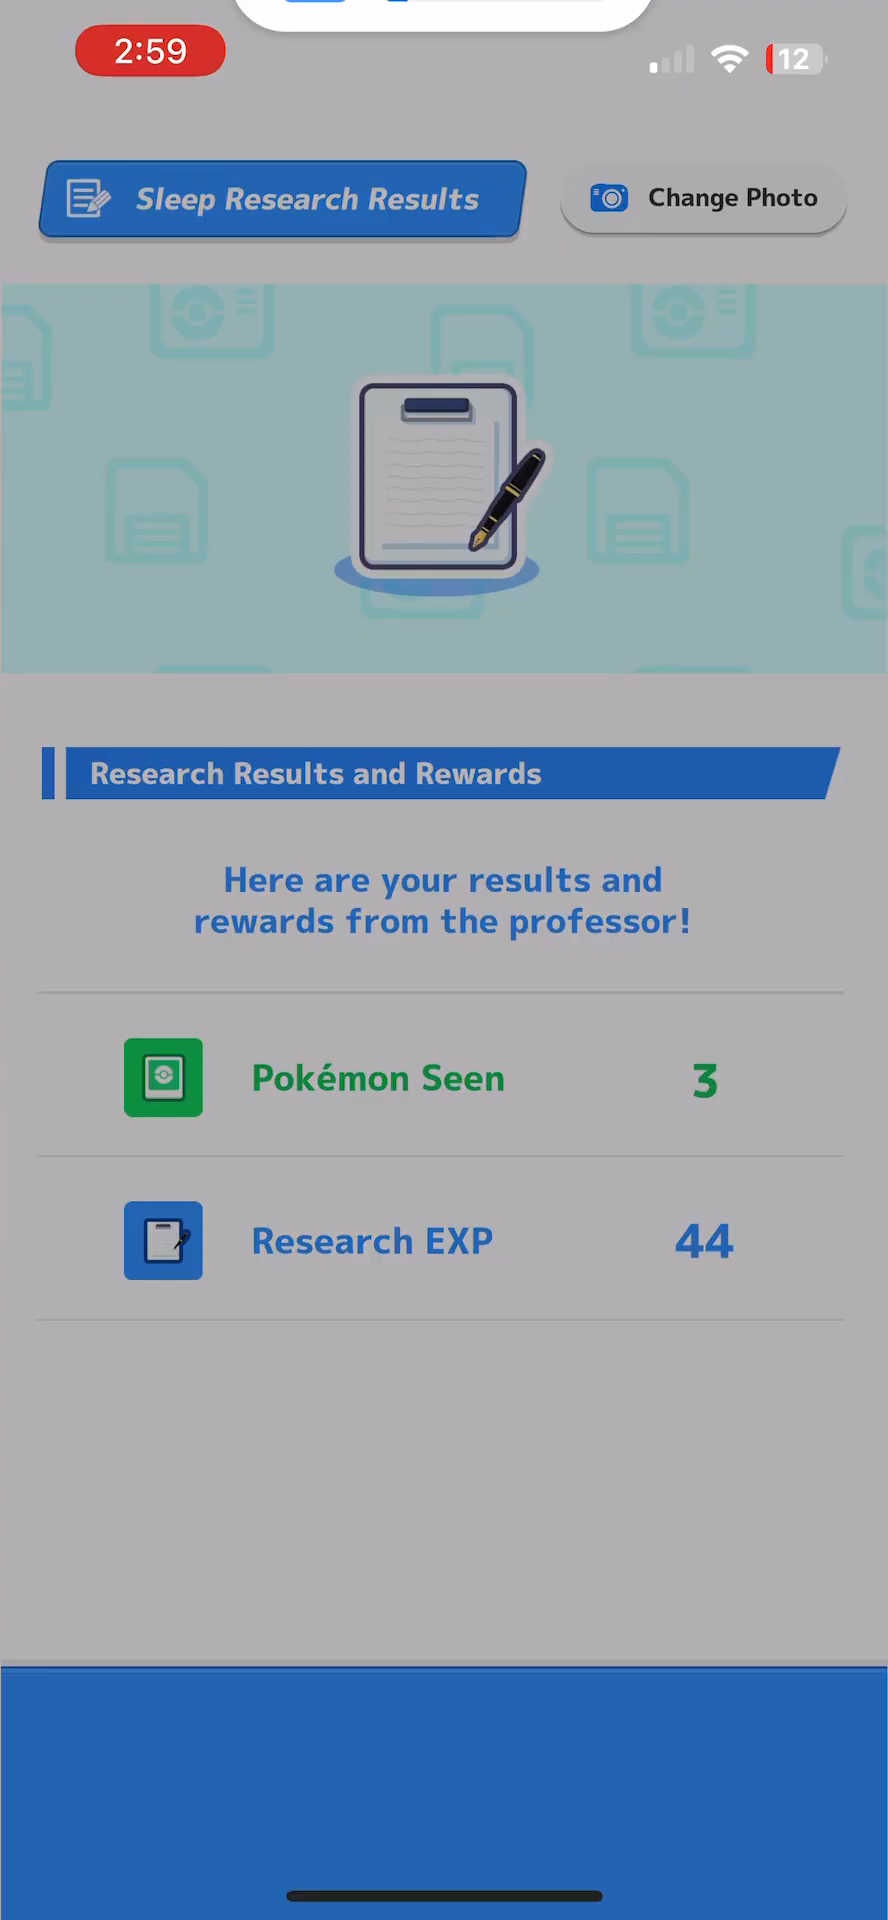 2:59
12
Sleep Research Results
Change Photo
Research Results and Rewards
Here are your results and
rewards from the professor!
Pokémon Seen 3
Research EXP 44